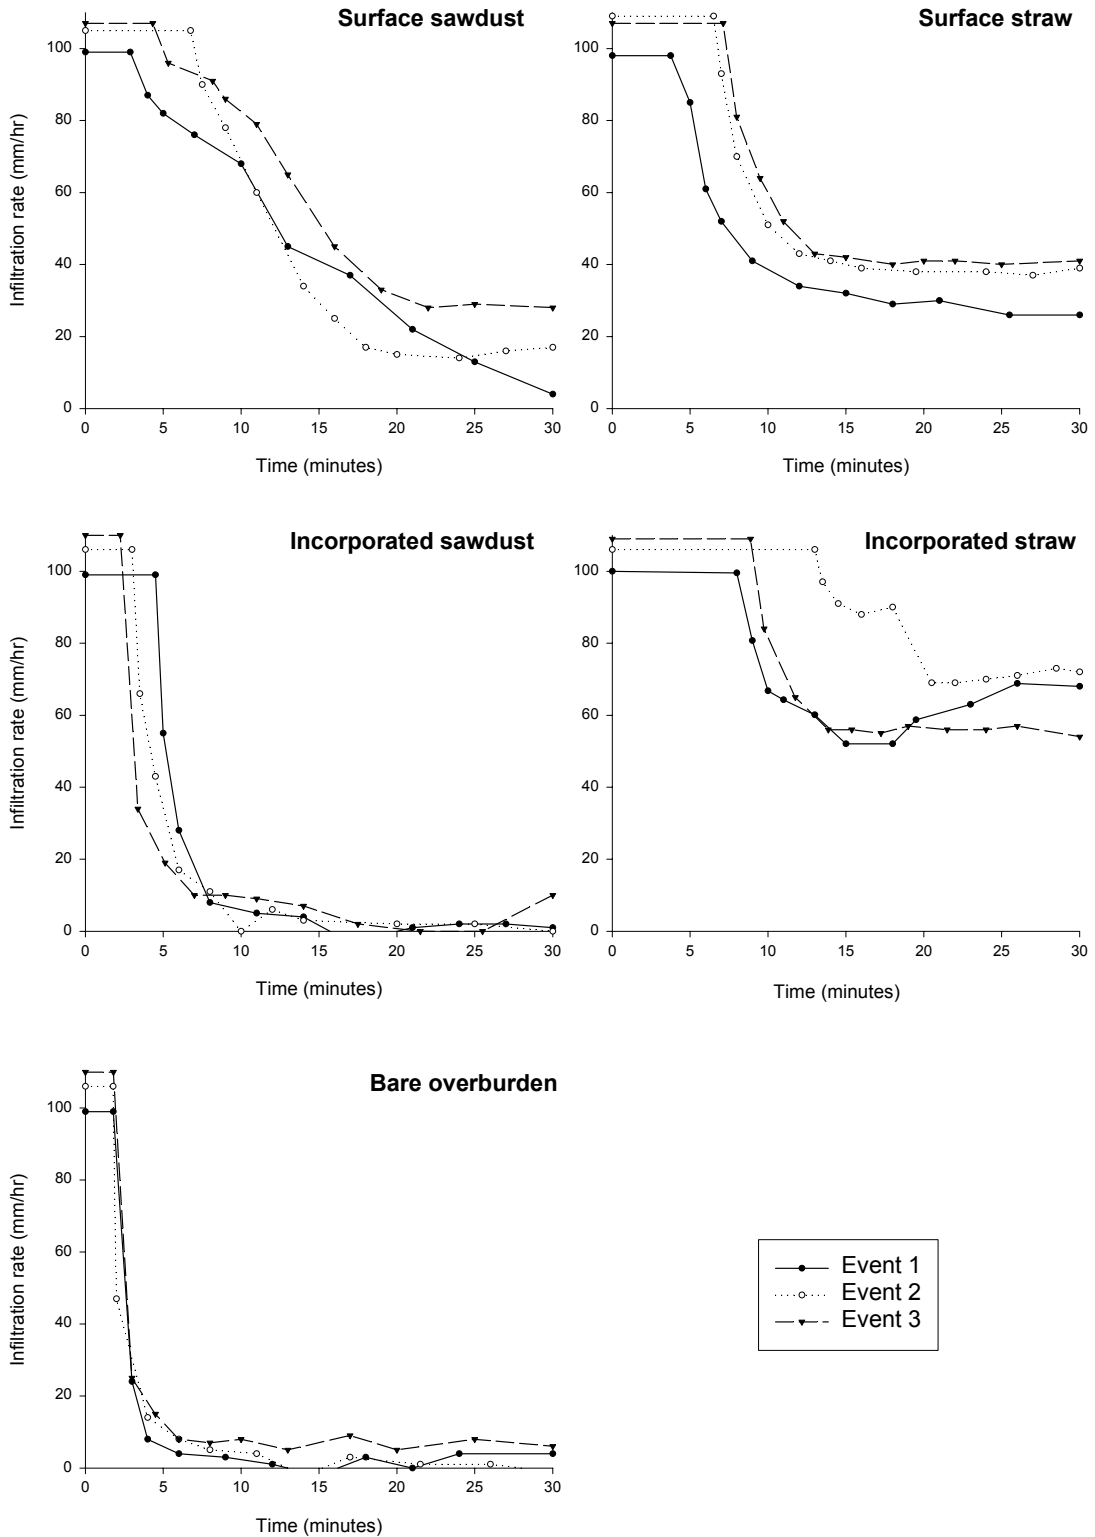 Surface sawdust
Infiltration rate (mm/hr)
100
80
60
40
20
0
0 5 10 15 20 25 30
Time (minutes)
Surface straw
100
80
60
40
20
0
0 5 10 15 20 25 30
Time (minutes)
Incorporated sawdust
Infiltration rate (mm/hr)
100
80
60
40
20
0
0 5 10 15 20 25 30
Time (minutes)
Incorporated straw
100
80
60
40
20
0
0 5 10 15 20 25 30
Time (minutes)
Bare overburden
Infiltration rate (mm/hr)
100
80
60
40
20
0
0 5 10 15 20 25 30
Time (minutes)
Event 1
Event 2
Event 3